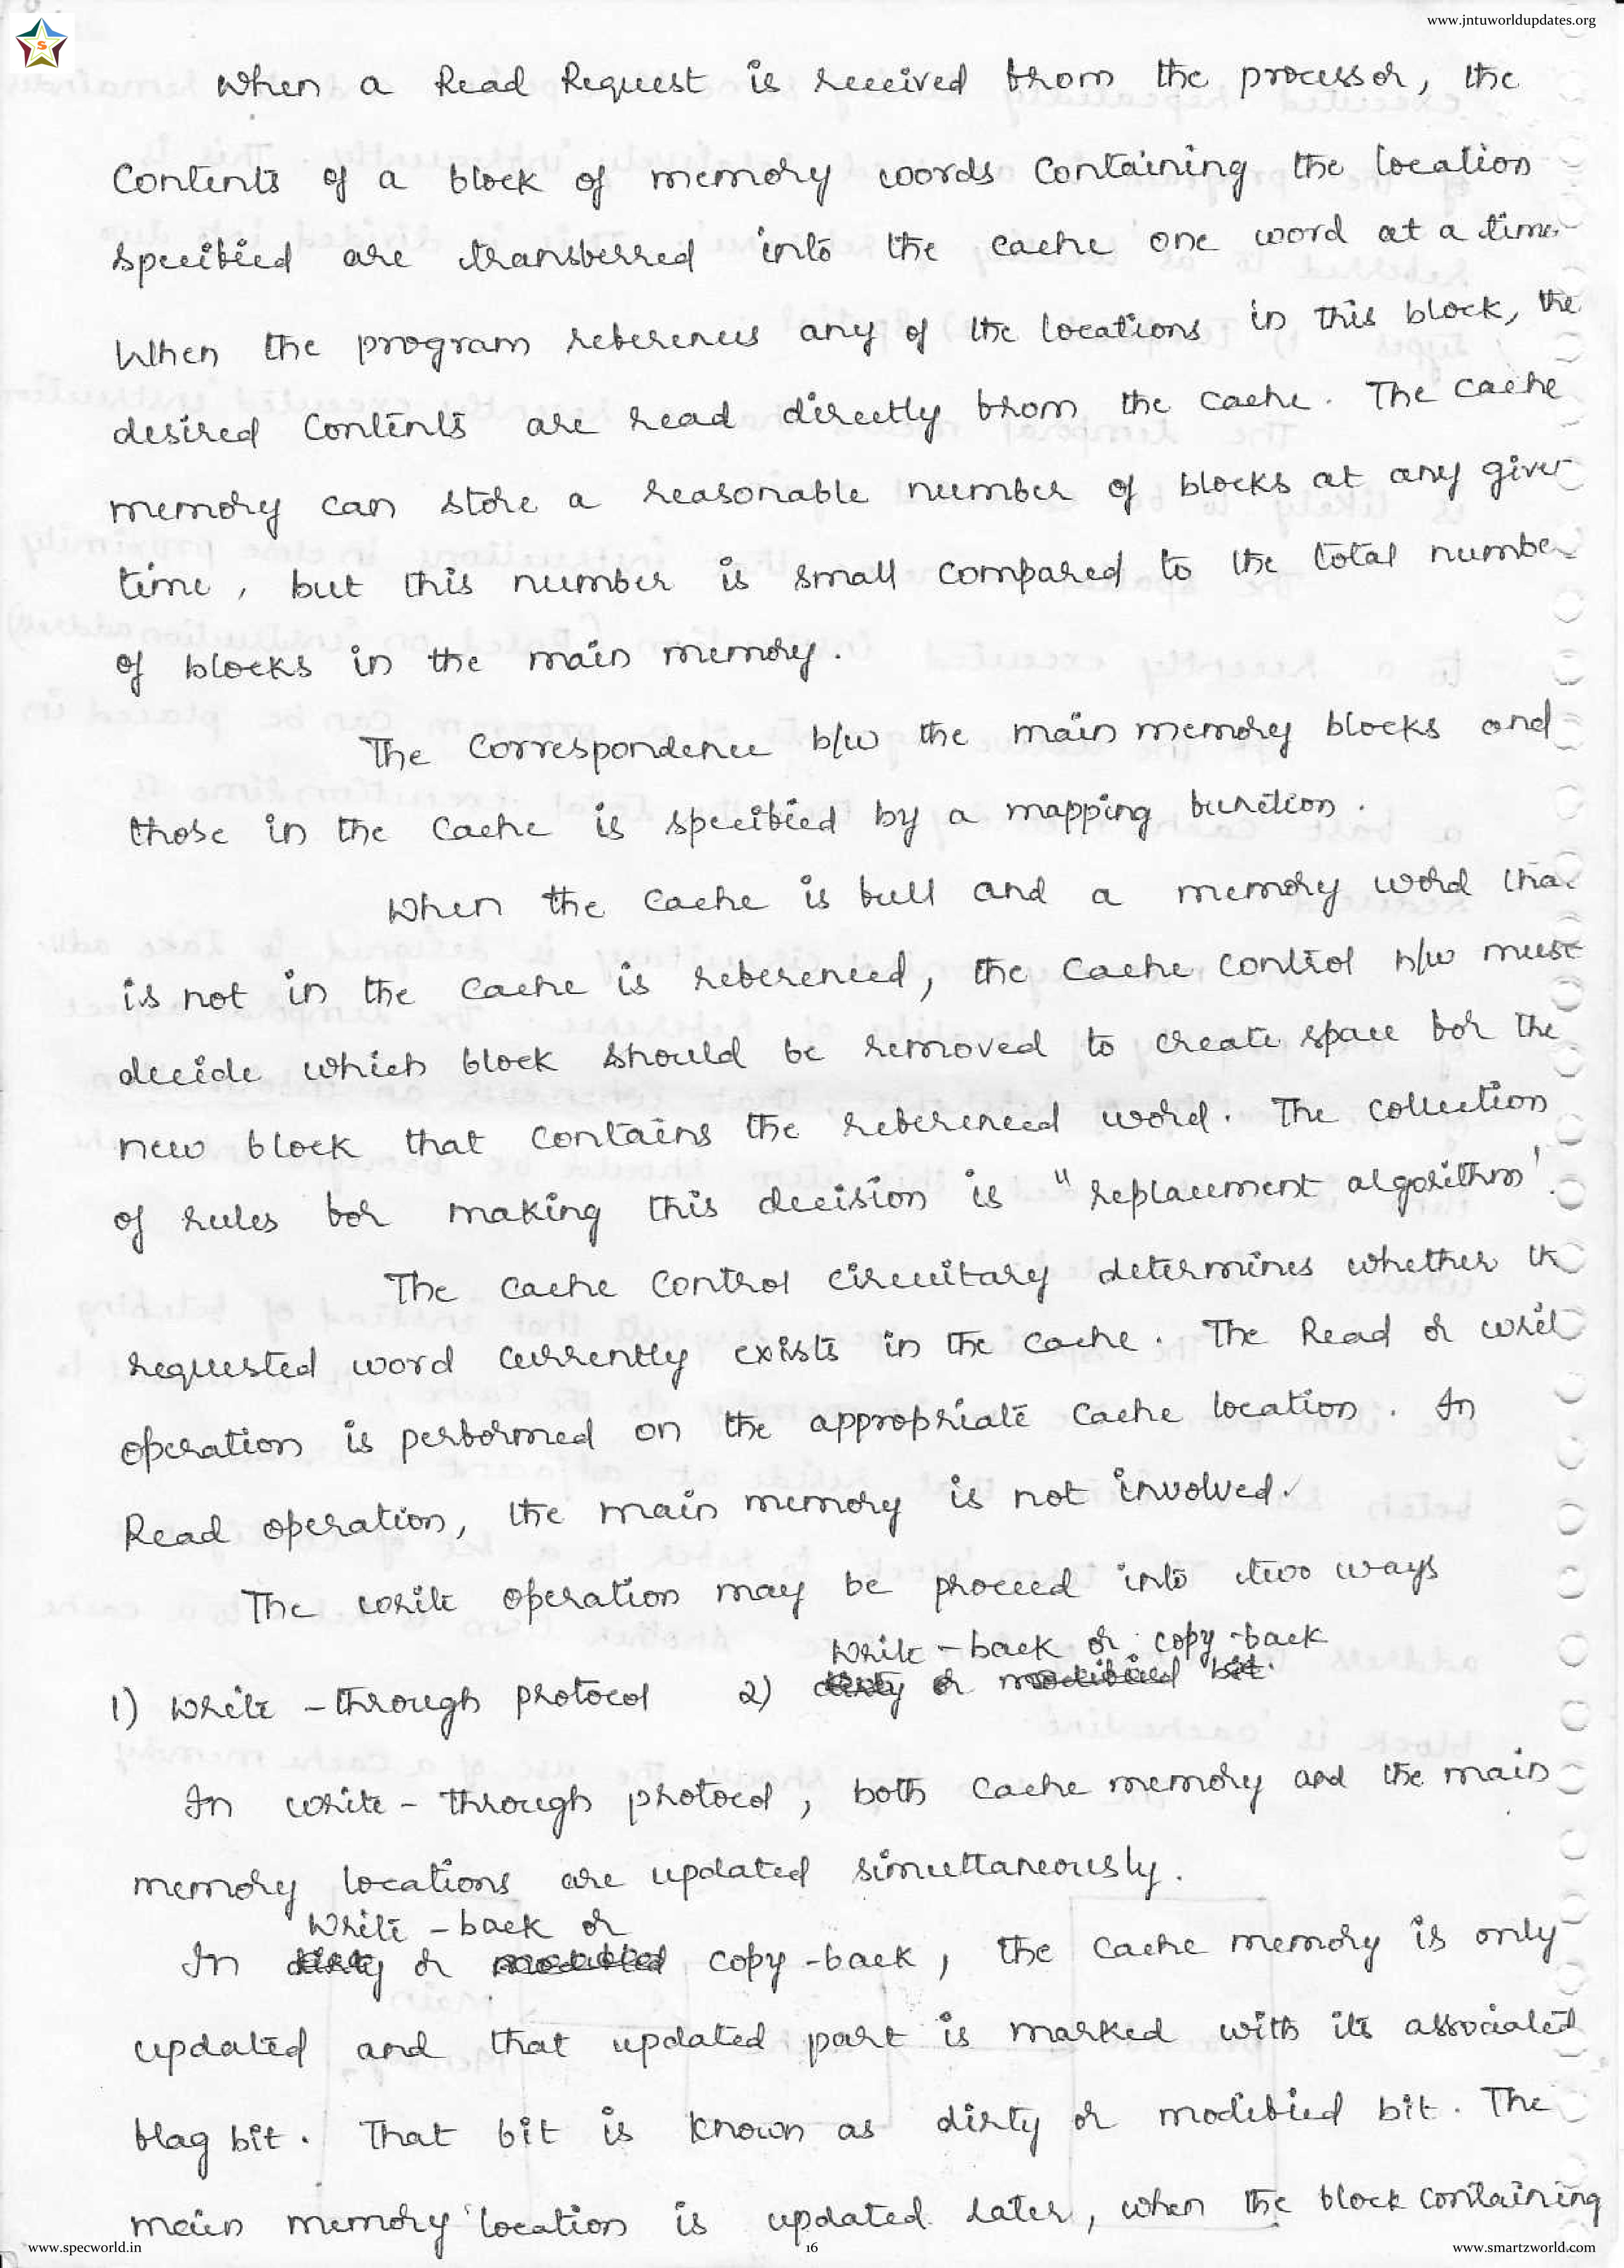 www.jntuworldupdates.org
S
When a Read Request is received from the processor, the
contents of a block of memory words containing the location
specified are transferred into the cache one word at a time.
When the program references any of the locations in this block, the
desired contents are read directly from the cache. The cache
memory can store a reasonable number of blocks at any given
time, but this number is small compared to the total number
of blocks in the main memory.
The correspondence b/w the main memory blocks and
those in the cache is specified by a mapping function.
When the cache is full and a memory word that
is not in the cache is referenced, the cache control h/w must
decide which block should be removed to create space for the
new block that contains the referenced word. The collection
of rules for making this decision is "replacement algorithm'.
The cache control circuitary determines whether the
requested word currently exists in the cache. The Read or write
operation is performed on the appropriate cache location. In
Read operation, the main memory is not involved.
The write operation may be proceed into two ways
write - back or copy - back
1) write - through protocol 2) dirty or modified bit.
In write - through protocol, both cache memory and the main
memory locations are updated simulltaneously.
write - back or
In dirty or modified copy - back, the cache memory is only
updated and that updated part is marked with its associated
flag bit. That bit is known as dirty or modified bit. The
main memory location is updated later, when the block containing
www.specworld.in 16 www.smartzworld.com